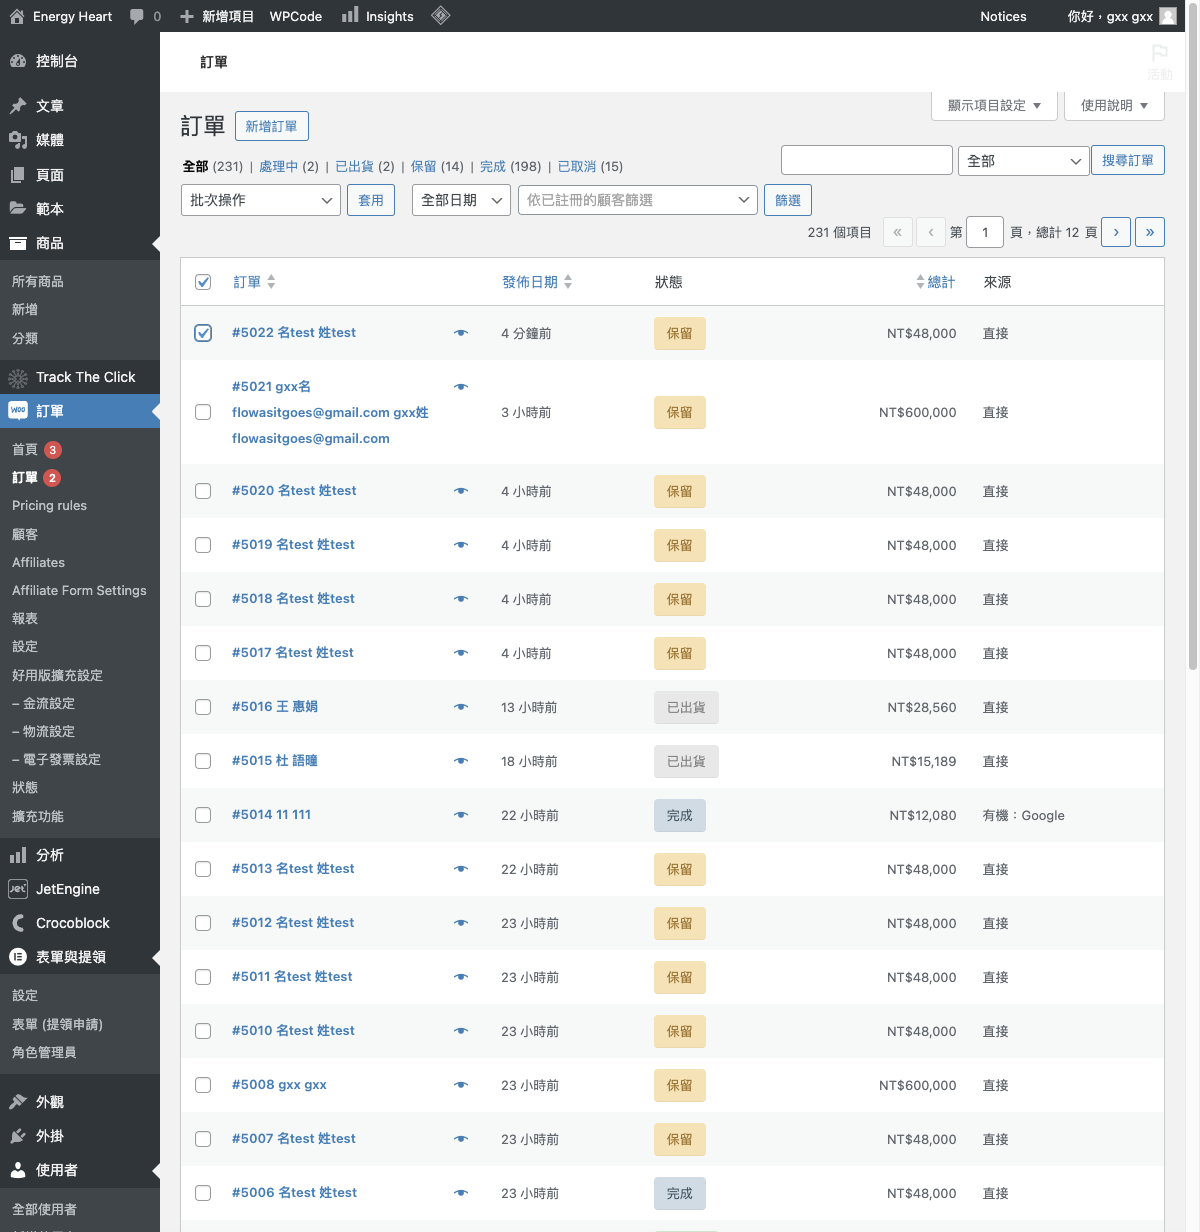 Energy Heart 0 新增項目 WPCode Insights Notices 你好，gxx gxx
控制台
文章
媒體
頁面
範本
商品
所有商品
新增
分類
Track The Click
訂單
首頁 3
訂單 2
Pricing rules
顧客
Affiliates
Affiliate Form Settings
報表
設定
好用版擴充設定
– 金流設定
– 物流設定
– 電子發票設定
狀態
擴充功能
分析
JetEngine
Crocoblock
表單與提領
設定
表單 (提領申請)
角色管理員
外觀
外掛
使用者
全部使用者
訂單
活動
顯示項目設定 ▼ 使用說明 ▼
訂單 新增訂單
全部 (231) | 處理中 (2) | 已出貨 (2) | 保留 (14) | 完成 (198) | 已取消 (15)
全部 搜尋訂單
批次操作 套用 全部日期 依已註冊的顧客篩選 篩選
231 個項目 « ‹ 第 1 頁，總計 12 頁 › »
訂單 發佈日期 狀態 總計 來源
#5022 名test 姓test 4 分鐘前 保留 NT$48,000 直接
#5021 gxx名
flowasitgoes@gmail.com gxx姓 3 小時前 保留 NT$600,000 直接
flowasitgoes@gmail.com
#5020 名test 姓test 4 小時前 保留 NT$48,000 直接
#5019 名test 姓test 4 小時前 保留 NT$48,000 直接
#5018 名test 姓test 4 小時前 保留 NT$48,000 直接
#5017 名test 姓test 4 小時前 保留 NT$48,000 直接
#5016 王 惠娟 13 小時前 已出貨 NT$28,560 直接
#5015 杜 語瞳 18 小時前 已出貨 NT$15,189 直接
#5014 11 111 22 小時前 完成 NT$12,080 有機：Google
#5013 名test 姓test 22 小時前 保留 NT$48,000 直接
#5012 名test 姓test 23 小時前 保留 NT$48,000 直接
#5011 名test 姓test 23 小時前 保留 NT$48,000 直接
#5010 名test 姓test 23 小時前 保留 NT$48,000 直接
#5008 gxx gxx 23 小時前 保留 NT$600,000 直接
#5007 名test 姓test 23 小時前 保留 NT$48,000 直接
#5006 名test 姓test 23 小時前 完成 NT$48,000 直接